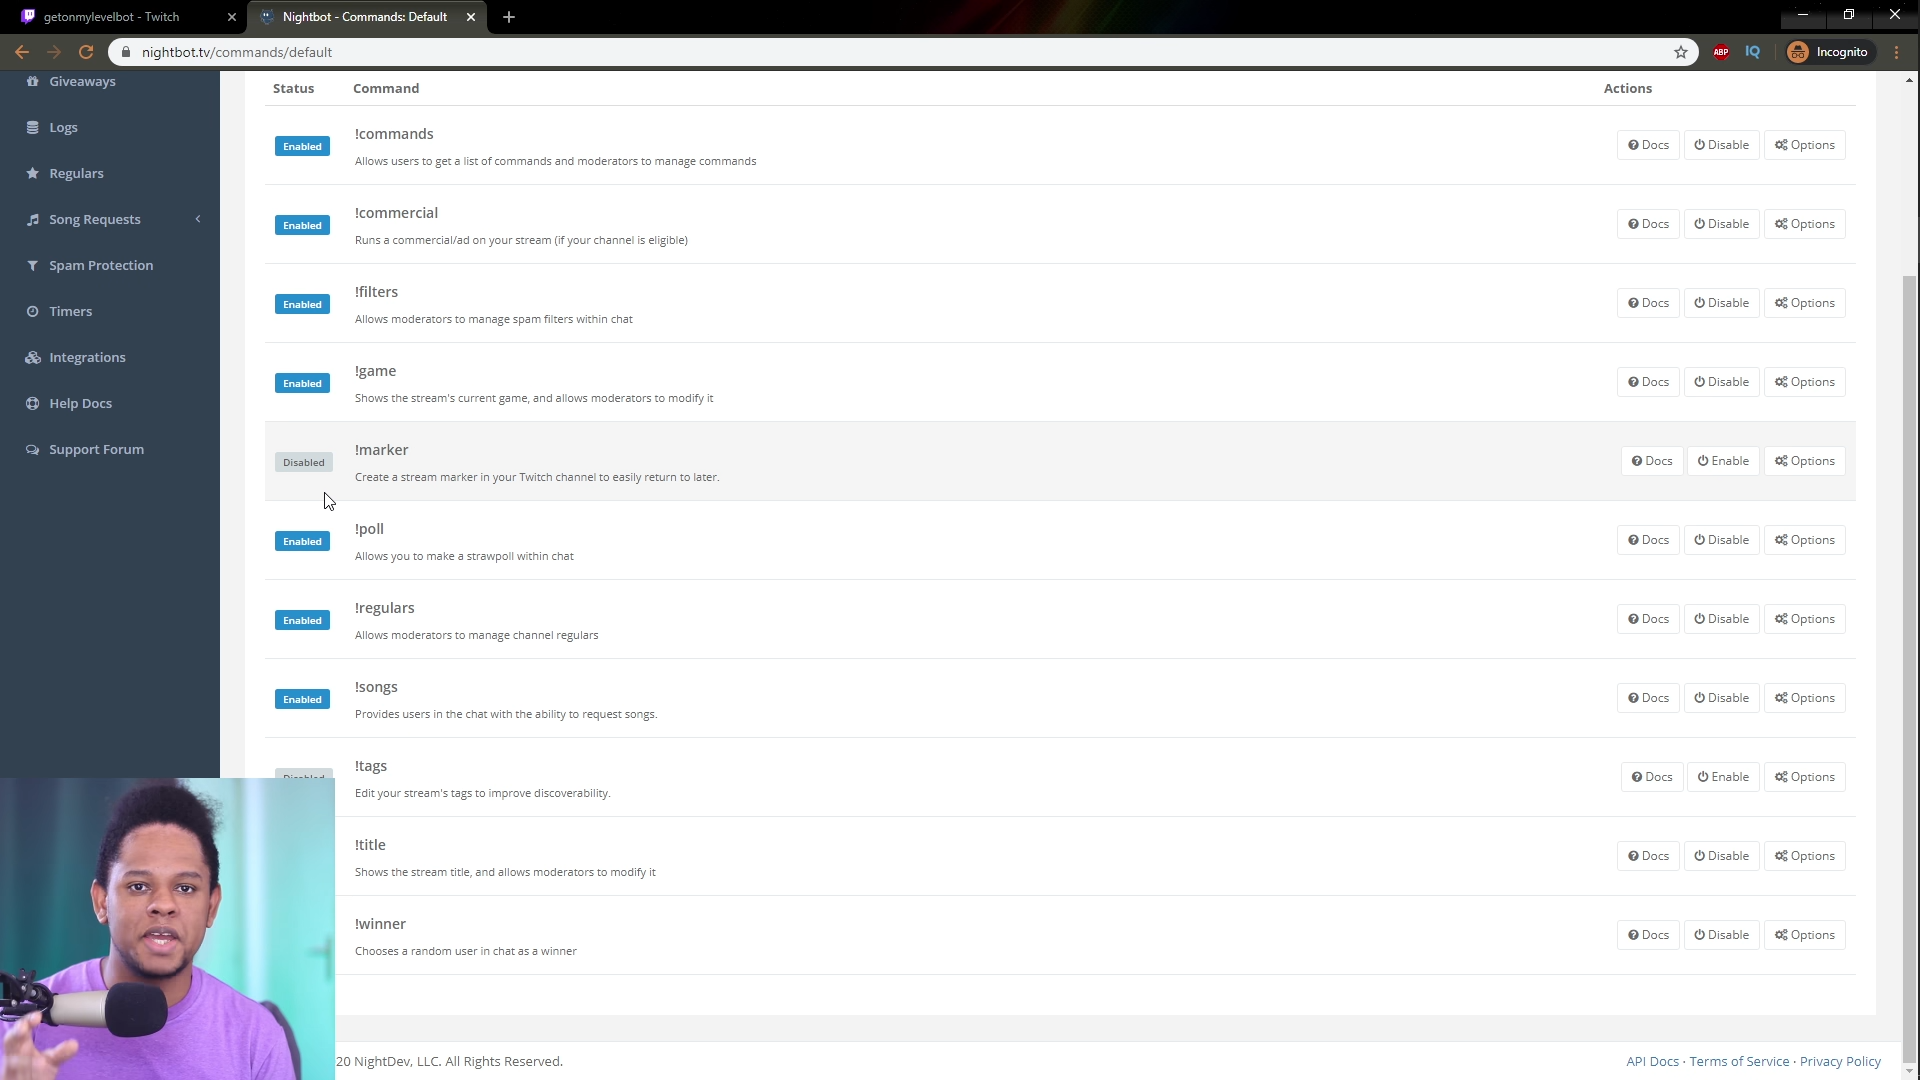 getonmylevelbot - Twitch
Nightbot - Commands: Default
nightbot.tv/commands/default
ABP
IQ
Incognito
Giveaways
Logs
Regulars
Song Requests
Spam Protection
Timers
Integrations
Help Docs
Support Forum
Status Command Actions
Enabled !commands Docs Disable Options
Allows users to get a list of commands and moderators to manage commands
Enabled !commercial Docs Disable Options
Runs a commercial/ad on your stream (if your channel is eligible)
Enabled !filters Docs Disable Options
Allows moderators to manage spam filters within chat
Enabled !game Docs Disable Options
Shows the stream's current game, and allows moderators to modify it
Disabled !marker Docs Enable Options
Create a stream marker in your Twitch channel to easily return to later.
Enabled !poll Docs Disable Options
Allows you to make a strawpoll within chat
Enabled !regulars Docs Disable Options
Allows moderators to manage channel regulars
Enabled !songs Docs Disable Options
Provides users in the chat with the ability to request songs.
Disabled !tags Docs Enable Options
Edit your stream's tags to improve discoverability.
!title Docs Disable Options
Shows the stream title, and allows moderators to modify it
!winner Docs Disable Options
Chooses a random user in chat as a winner
20 NightDev, LLC. All Rights Reserved.
API Docs · Terms of Service · Privacy Policy